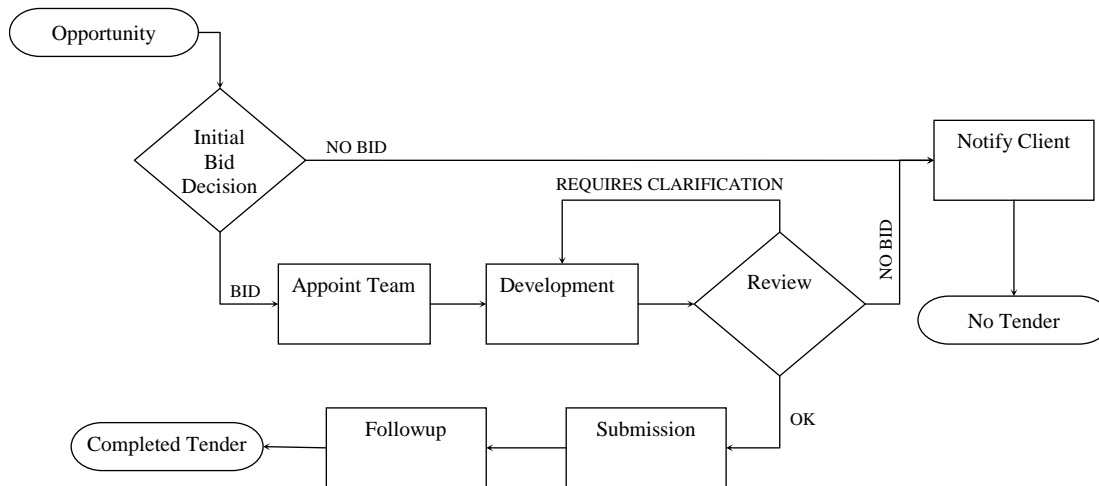 Opportunity
Initial
Bid
Decision
NO BID
Notify Client
REQUIRES CLARIFICATION
NO BID
BID
Appoint Team
Development
Review
No Tender
OK
Completed Tender
Followup
Submission